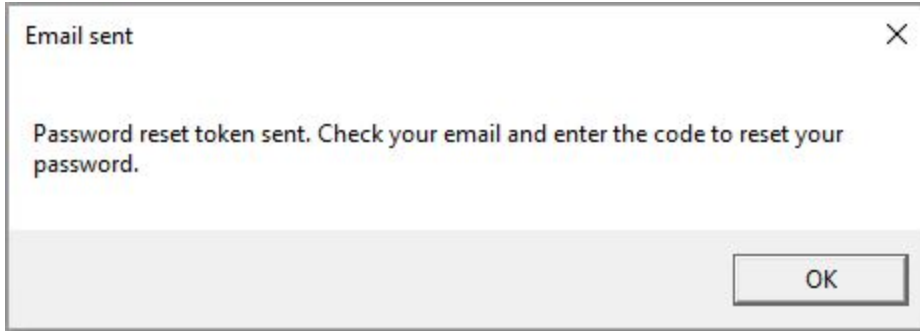 Email sent
Password reset token sent. Check your email and enter the code to reset your
password.
OK